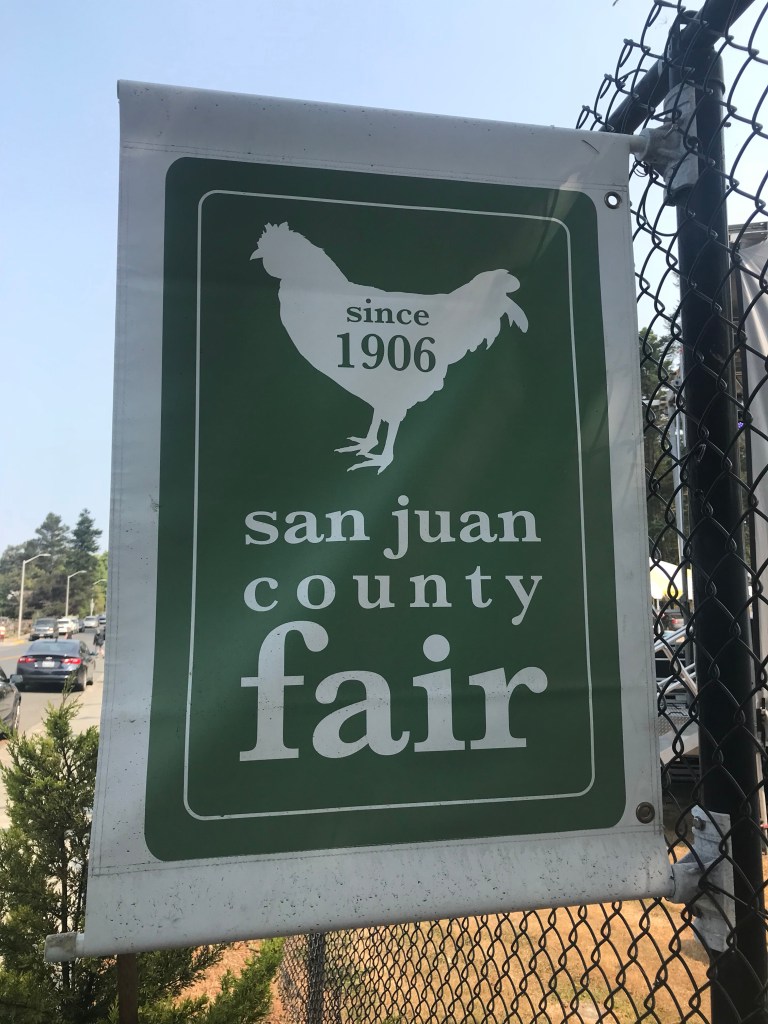 since
1906
san juan
county
fair